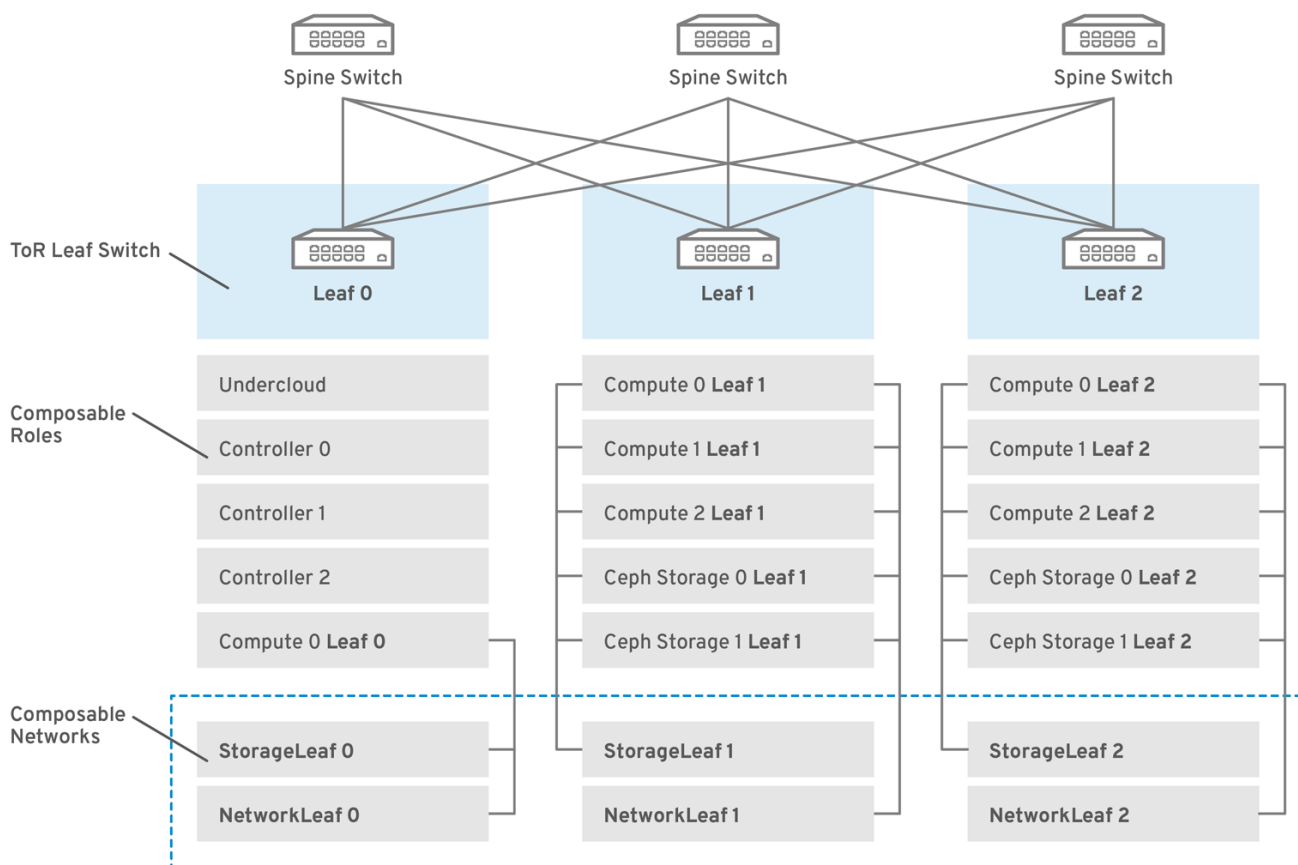 Spine Switch
Spine Switch
Spine Switch
ToR Leaf Switch
Leaf 0
Leaf 1
Leaf 2
Composable
Roles
Undercloud
Controller 0
Controller 1
Controller 2
Compute 0 Leaf 0
Compute 0 Leaf 1
Compute 1 Leaf 1
Compute 2 Leaf 1
Ceph Storage 0 Leaf 1
Ceph Storage 1 Leaf 1
Compute 0 Leaf 2
Compute 1 Leaf 2
Compute 2 Leaf 2
Ceph Storage 0 Leaf 2
Ceph Storage 1 Leaf 2
Composable
Networks
StorageLeaf 0
NetworkLeaf 0
StorageLeaf 1
NetworkLeaf 1
StorageLeaf 2
NetworkLeaf 2